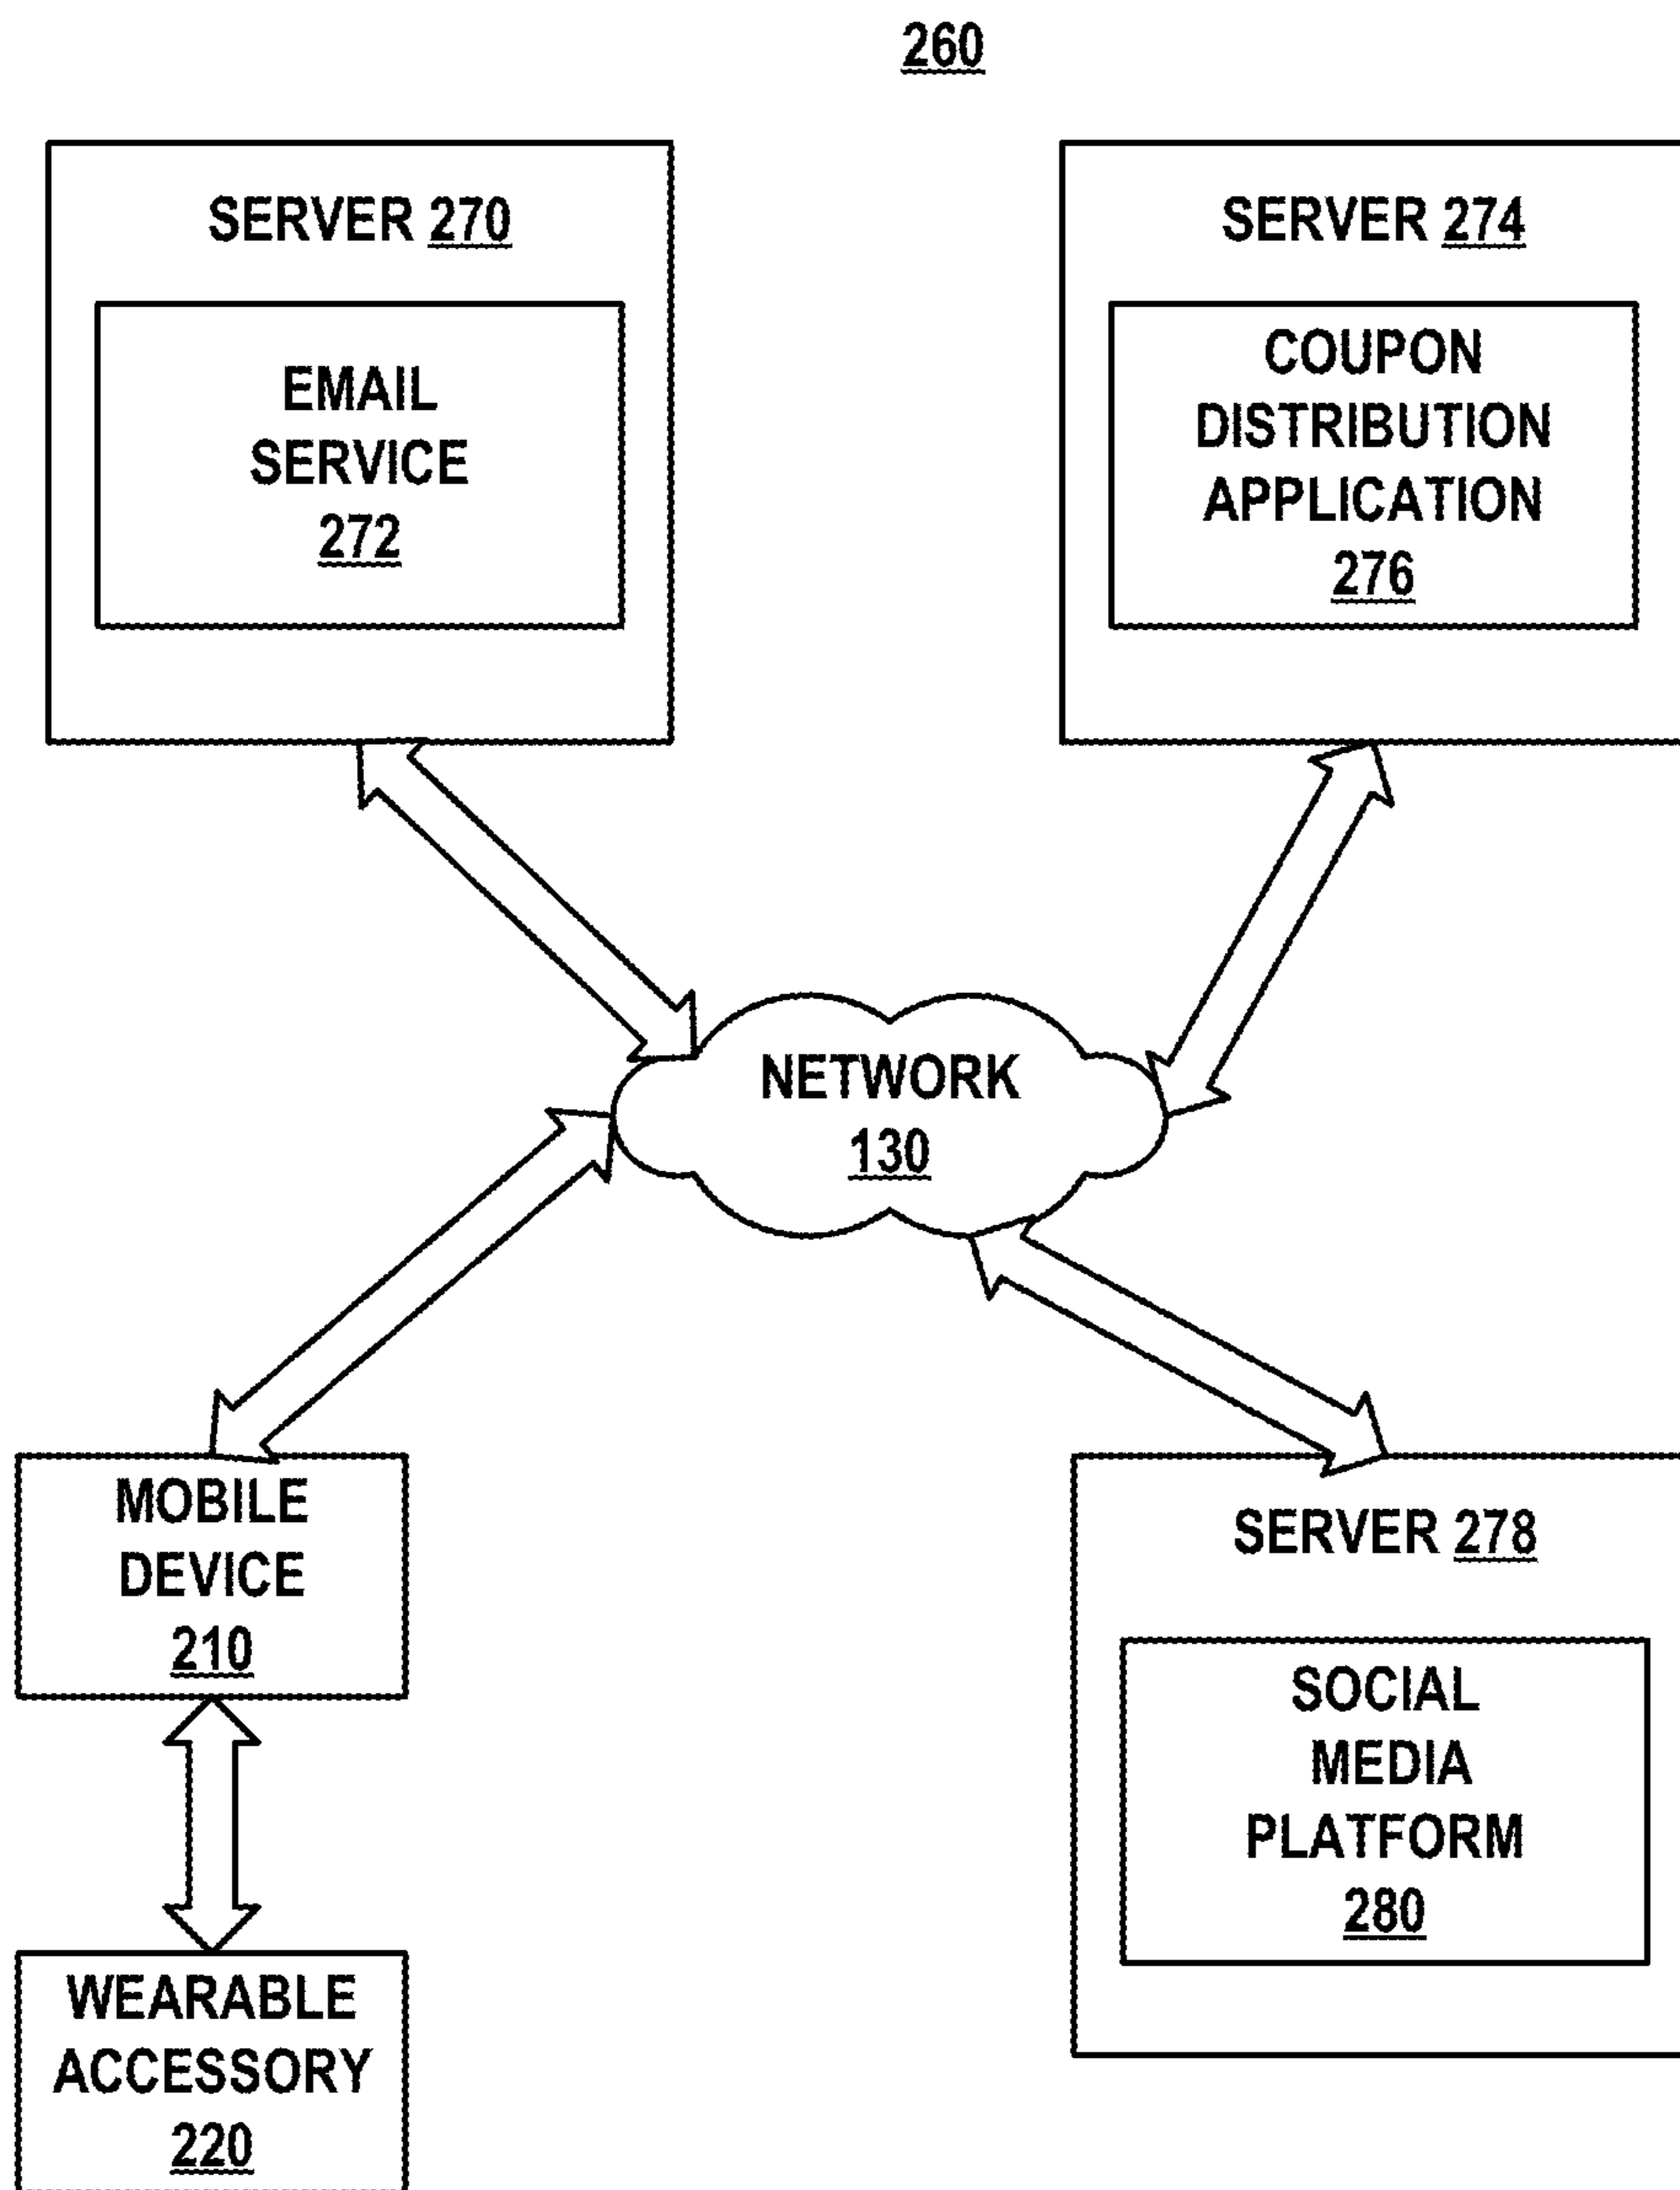 260
SERVER 270
EMAIL
SERVICE
272
SERVER 274
COUPON
DISTRIBUTION
APPLICATION
276
NETWORK
130
MOBILE
DEVICE
210
SERVER 278
SOCIAL
MEDIA
PLATFORM
280
WEARABLE
ACCESSORY
220